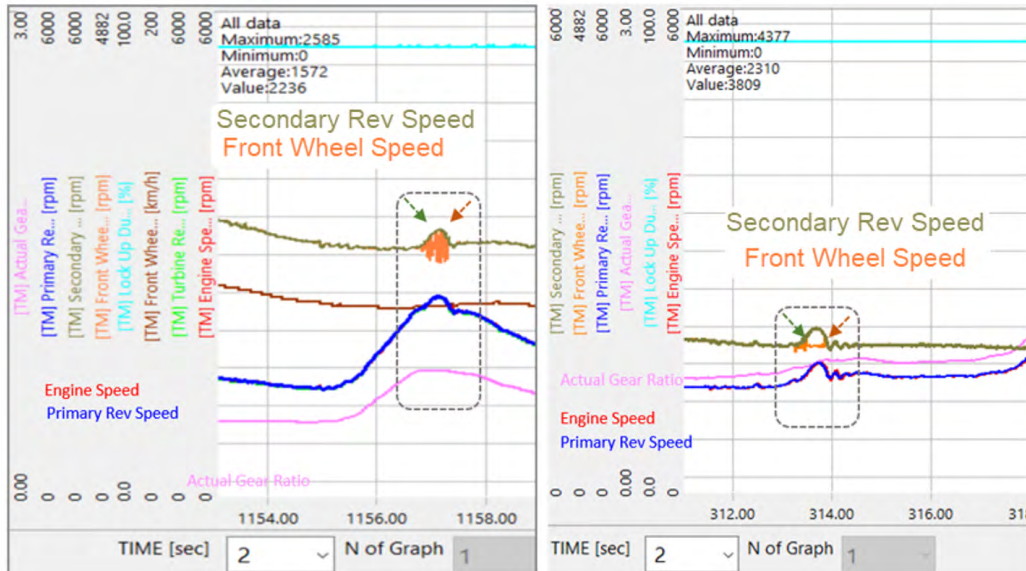 3.00
6000
6000
4882
100.0
200
6000
6000
All data
Maximum:2585
Minimum:0
Average:1572
Value:2236
Secondary Rev Speed
Front Wheel Speed
[TM] Actual Gea...
[TM] Primary Re... [rpm]
[TM] Secondary ... [rpm]
[TM] Front Whee... [rpm]
[TM] Lock Up Du... [%]
[TM] Front Whee... [km/h]
[TM] Turbine Re... [rpm]
[TM] Engine Spe... [rpm]
Engine Speed
Primary Rev Speed
Actual Gear Ratio
0.00
0
0
0
0.0
0
0
0
1154.00
1156.00
1158.00
TIME [sec]
2
N of Graph
1
6000
4882
6000
3.00
100.0
6000
All data
Maximum:4377
Minimum:0
Average:2310
Value:3809
Secondary Rev Speed
Front Wheel Speed
[TM] Secondary ... [rpm]
[TM] Front Whee... [rpm]
[TM] Primary Re... [rpm]
[TM] Actual Gea...
[TM] Lock Up Du... [%]
[TM] Engine Spe... [rpm]
Actual Gear Ratio
Engine Speed
Primary Rev Speed
0
0
0
0.00
0.0
0
312.00
314.00
316.00
TIME [sec]
2
N of Graph
1